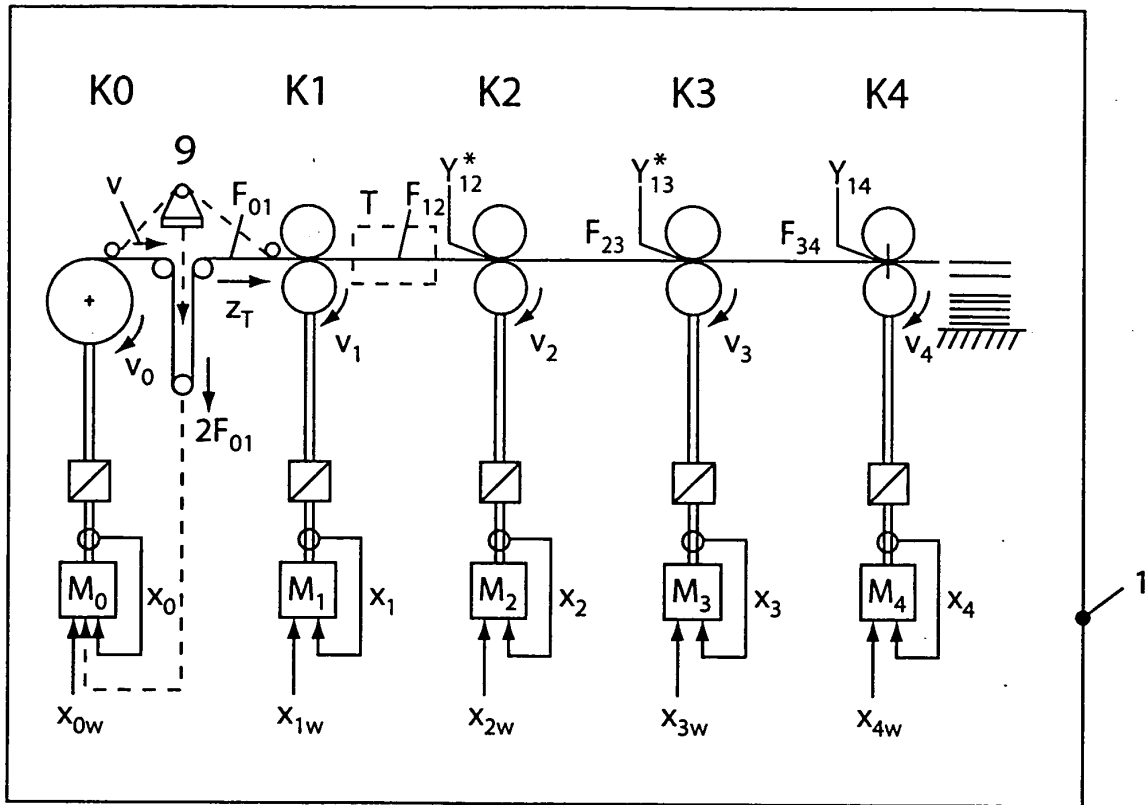 K0 K1 K2 K3 K4
9
v F₀₁ T F₁₂ Y*₁₂ F₂₃ Y*₁₃ F₃₄ Y₁₄
z_T
v₀ v₁ v₂ v₃ v₄
2F₀₁
M₀ x₀ M₁ x₁ M₂ x₂ M₃ x₃ M₄ x₄
1
x₀w x₁w x₂w x₃w x₄w